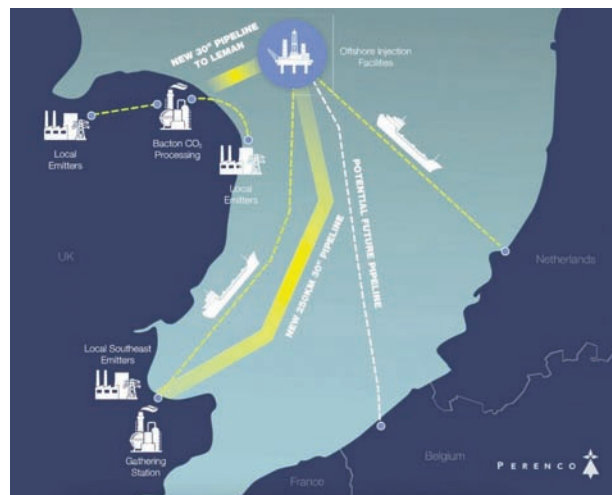 NEW 30" PIPELINE
TO LEMAN
Offshore Injection
Facilities
Local
Emitters
Bacton CO₂
Processing
Local
Emitters
UK
POTENTIAL FUTURE PIPELINE
NEW 250KM 30" PIPELINE
Netherlands
Local Southeast
Emitters
Gathering
Station
Belgium
France
PERENCO